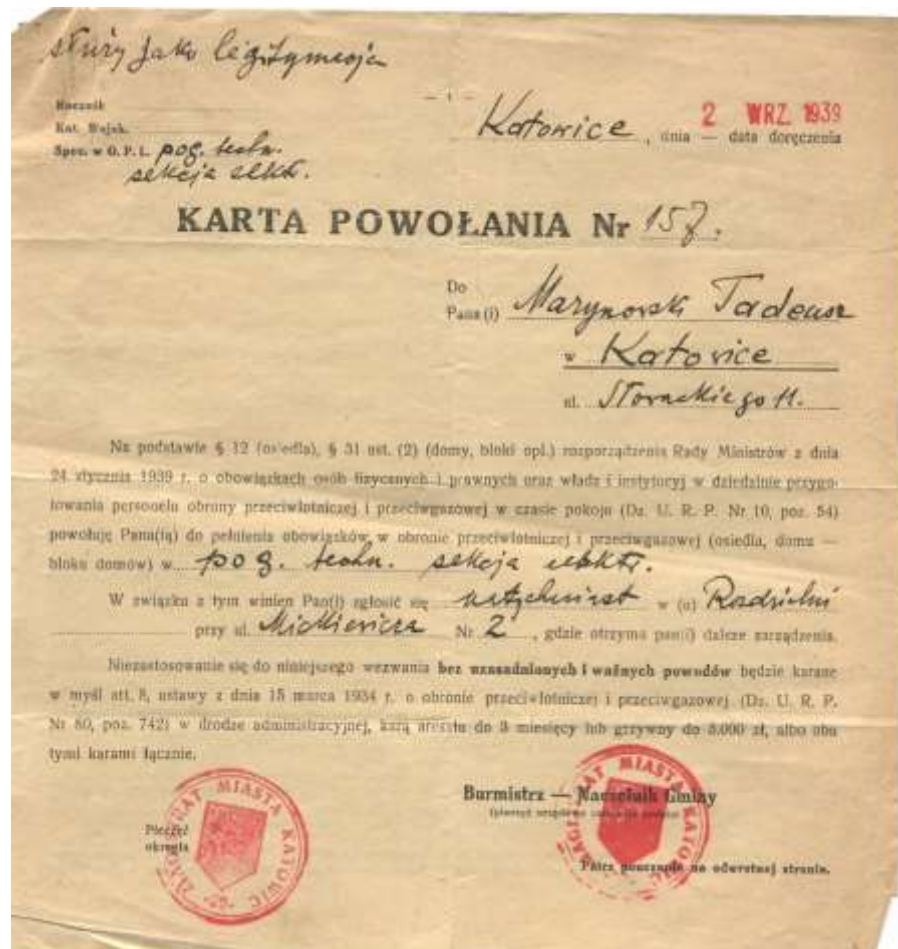 służy jako legitymacja
Rocznik
Kat. Wojsk.
Spec. w O. P. L. pog. techn.
sekcja elktr.
— 1 —
Katowice, dnia 2 WRZ. 1939 — data doręczenia
KARTA POWOŁANIA Nr 157.
Do
Pana(i) Marynowski Tadeusz
w Katowice
ul. Słowackiego 11.
Na podstawie § 12 (osiedla), § 31 ust. (2) (domy, bloki opl.) rozporządzenia Rady Ministrów z dnia
24 stycznia 1939 r. o obowiązkach osób fizycznych i prawnych oraz władz i instytucyj w dziedzinie przygo-
towania personelu obrony przeciwlotniczej i przeciwgazowej w czasie pokoju (Dz. U. R. P. Nr 10, poz. 54)
powołuję Pana(ią) do pełnienia obowiązków, w obronie przeciwlotniczej i przeciwgazowej (osiedla, domu —
bloku domów) w pog. techn. sekcja elektr.
W związku z tym winien Pan(i) zgłosić się natychmiast w (o) Rozdzielni
przy ul. Mickiewicza Nr 2, gdzie otrzyma pan(i) dalsze zarządzenia.
Niezastosowanie się do niniejszego wezwania bez uzasadnionych i ważnych powodów będzie karane
w myśl art. 8, ustawy z dnia 15 marca 1934 r. o obronie przeciwlotniczej i przeciwgazowej (Dz. U. R. P.
Nr 80, poz. 742) w drodze administracyjnej, karą aresztu do 3 miesięcy lub grzywny do 3.000 zł, albo obu
tymi karami łącznie.
MAGISTRAT MIASTA KATOWIC
Pieczęć
okrągła
Burmistrz — Naczelnik Gminy
MAGISTRAT MIASTA KATOWIC
Patrz pouczenie na odwrotnej stronie.